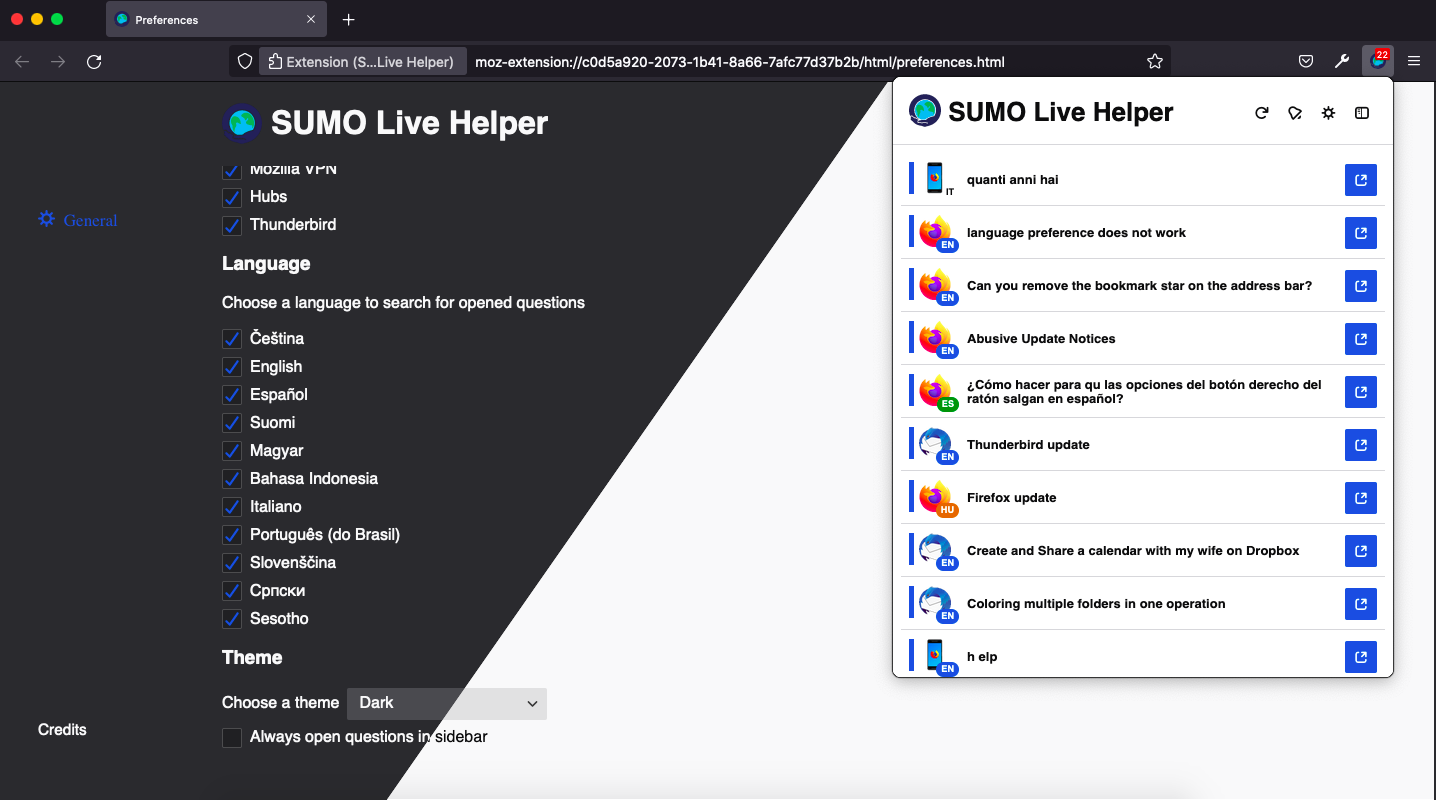 Preferences
Extension (S...Live Helper)
moz-extension://c0d5a920-2073-1b41-8a66-7afc77d37b2b/html/preferences.html
22
SUMO Live Helper
General
Credits
Mozilla VPN
Hubs
Thunderbird
Language
Choose a language to search for opened questions
Čeština
English
Español
Suomi
Magyar
Bahasa Indonesia
Italiano
Português (do Brasil)
Slovenščina
Српски
Sesotho
Theme
Choose a theme Dark
Always open questions in sidebar
SUMO Live Helper
IT quanti anni hai
EN language preference does not work
EN Can you remove the bookmark star on the address bar?
EN Abusive Update Notices
ES ¿Cómo hacer para qu las opciones del botón derecho del
ratón salgan en español?
EN Thunderbird update
HU Firefox update
EN Create and Share a calendar with my wife on Dropbox
EN Coloring multiple folders in one operation
EN h elp